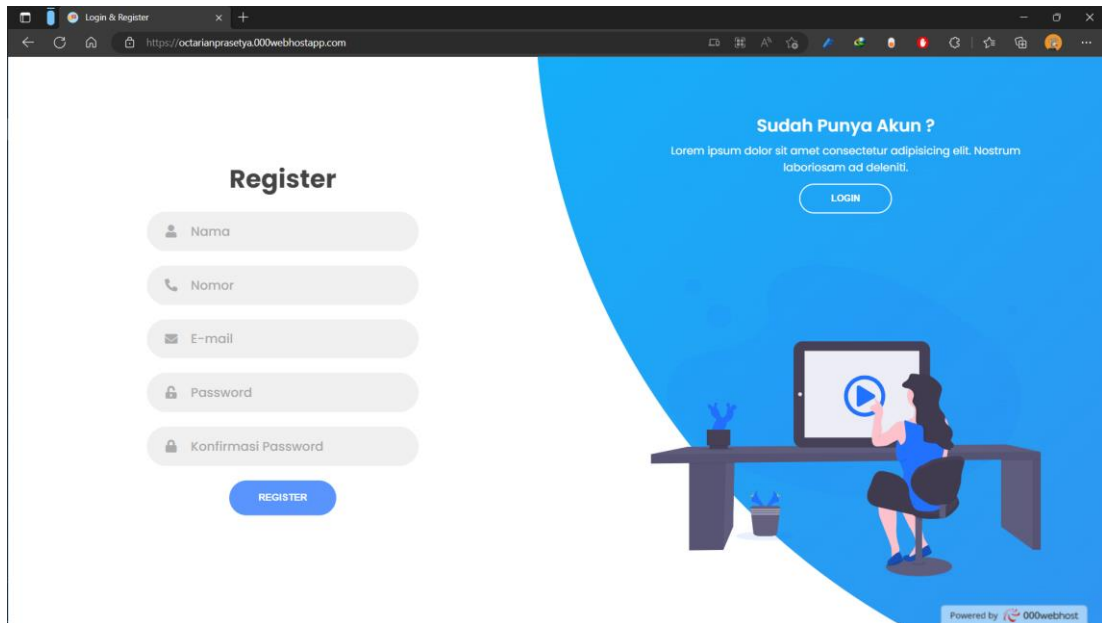 Login & Register
https://octarianprasetya.000webhostapp.com
Register
Nama
Nomor
E-mail
Password
Konfirmasi Password
REGISTER
Sudah Punya Akun ?
Lorem ipsum dolor sit amet consectetur adipisicing elit. Nostrum
laboriosam ad deleniti.
LOGIN
Powered by 000webhost